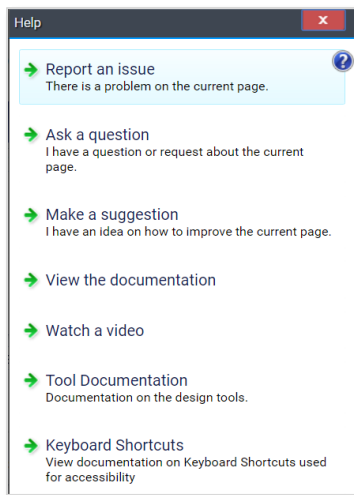 Help
x
?
Report an issue
There is a problem on the current page.
Ask a question
I have a question or request about the current
page.
Make a suggestion
I have an idea on how to improve the current page.
View the documentation
Watch a video
Tool Documentation
Documentation on the design tools.
Keyboard Shortcuts
View documentation on Keyboard Shortcuts used
for accessibility